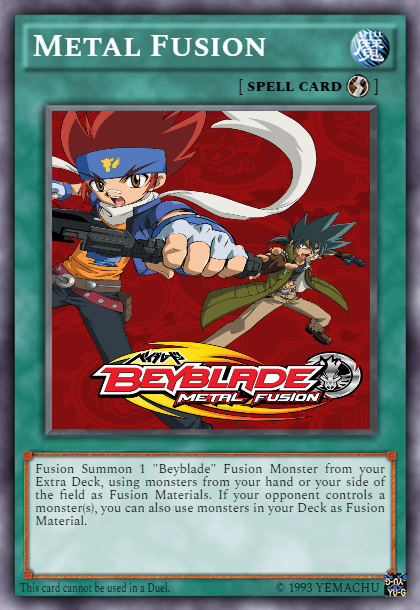 METAL FUSION
魔
[ SPELL CARD ]
BEYBLADE
METAL FUSION
Fusion Summon 1 "Beyblade" Fusion Monster from your
Extra Deck, using monsters from your hand or your side of
the field as Fusion Materials. If your opponent controls a
monster(s), you can also use monsters in your Deck as Fusion
Material.
This card cannot be used in a Duel.
© 1993 YEMACHU